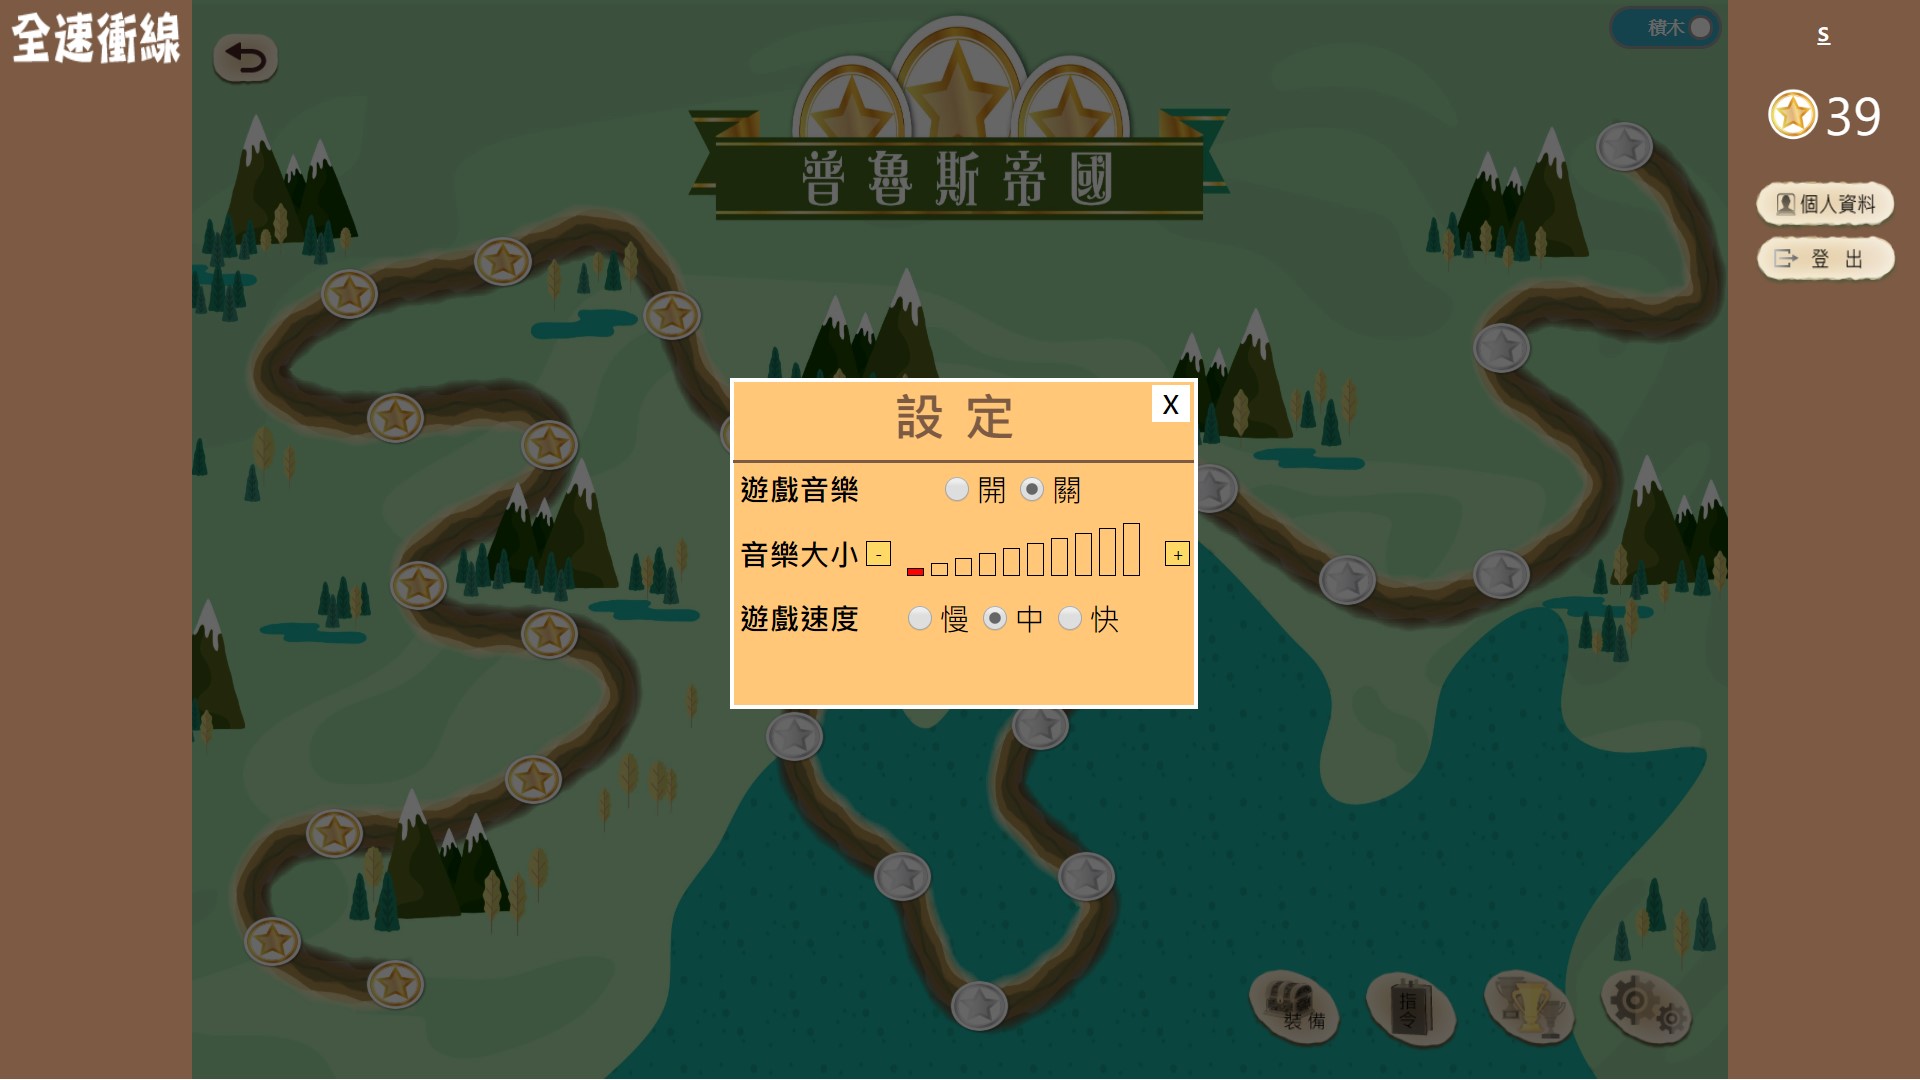 全速衝線
積木
s
39
個人資料
登出
普魯斯帝國
設定
X
遊戲音樂 開 關
音樂大小 - +
遊戲速度 慢 中 快
裝備
指令